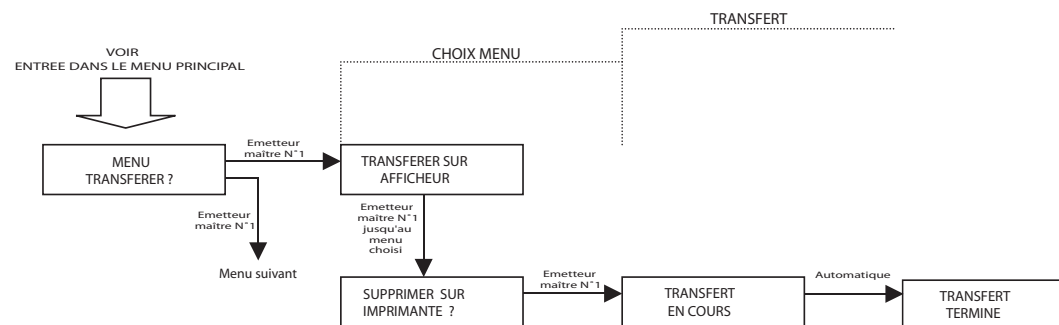 TRANSFERT
VOIR
ENTREE DANS LE MENU PRINCIPAL
CHOIX MENU
MENU
TRANSFERER ?
Emetteur
maître N°1
TRANSFERER SUR
AFFICHEUR
Emetteur
maître N°1
Menu suivant
Emetteur
maître N°1
jusqu'au
menu
choisi
SUPPRIMER SUR
IMPRIMANTE ?
Emetteur
maître N°1
TRANSFERT
EN COURS
Automatique
TRANSFERT
TERMINE